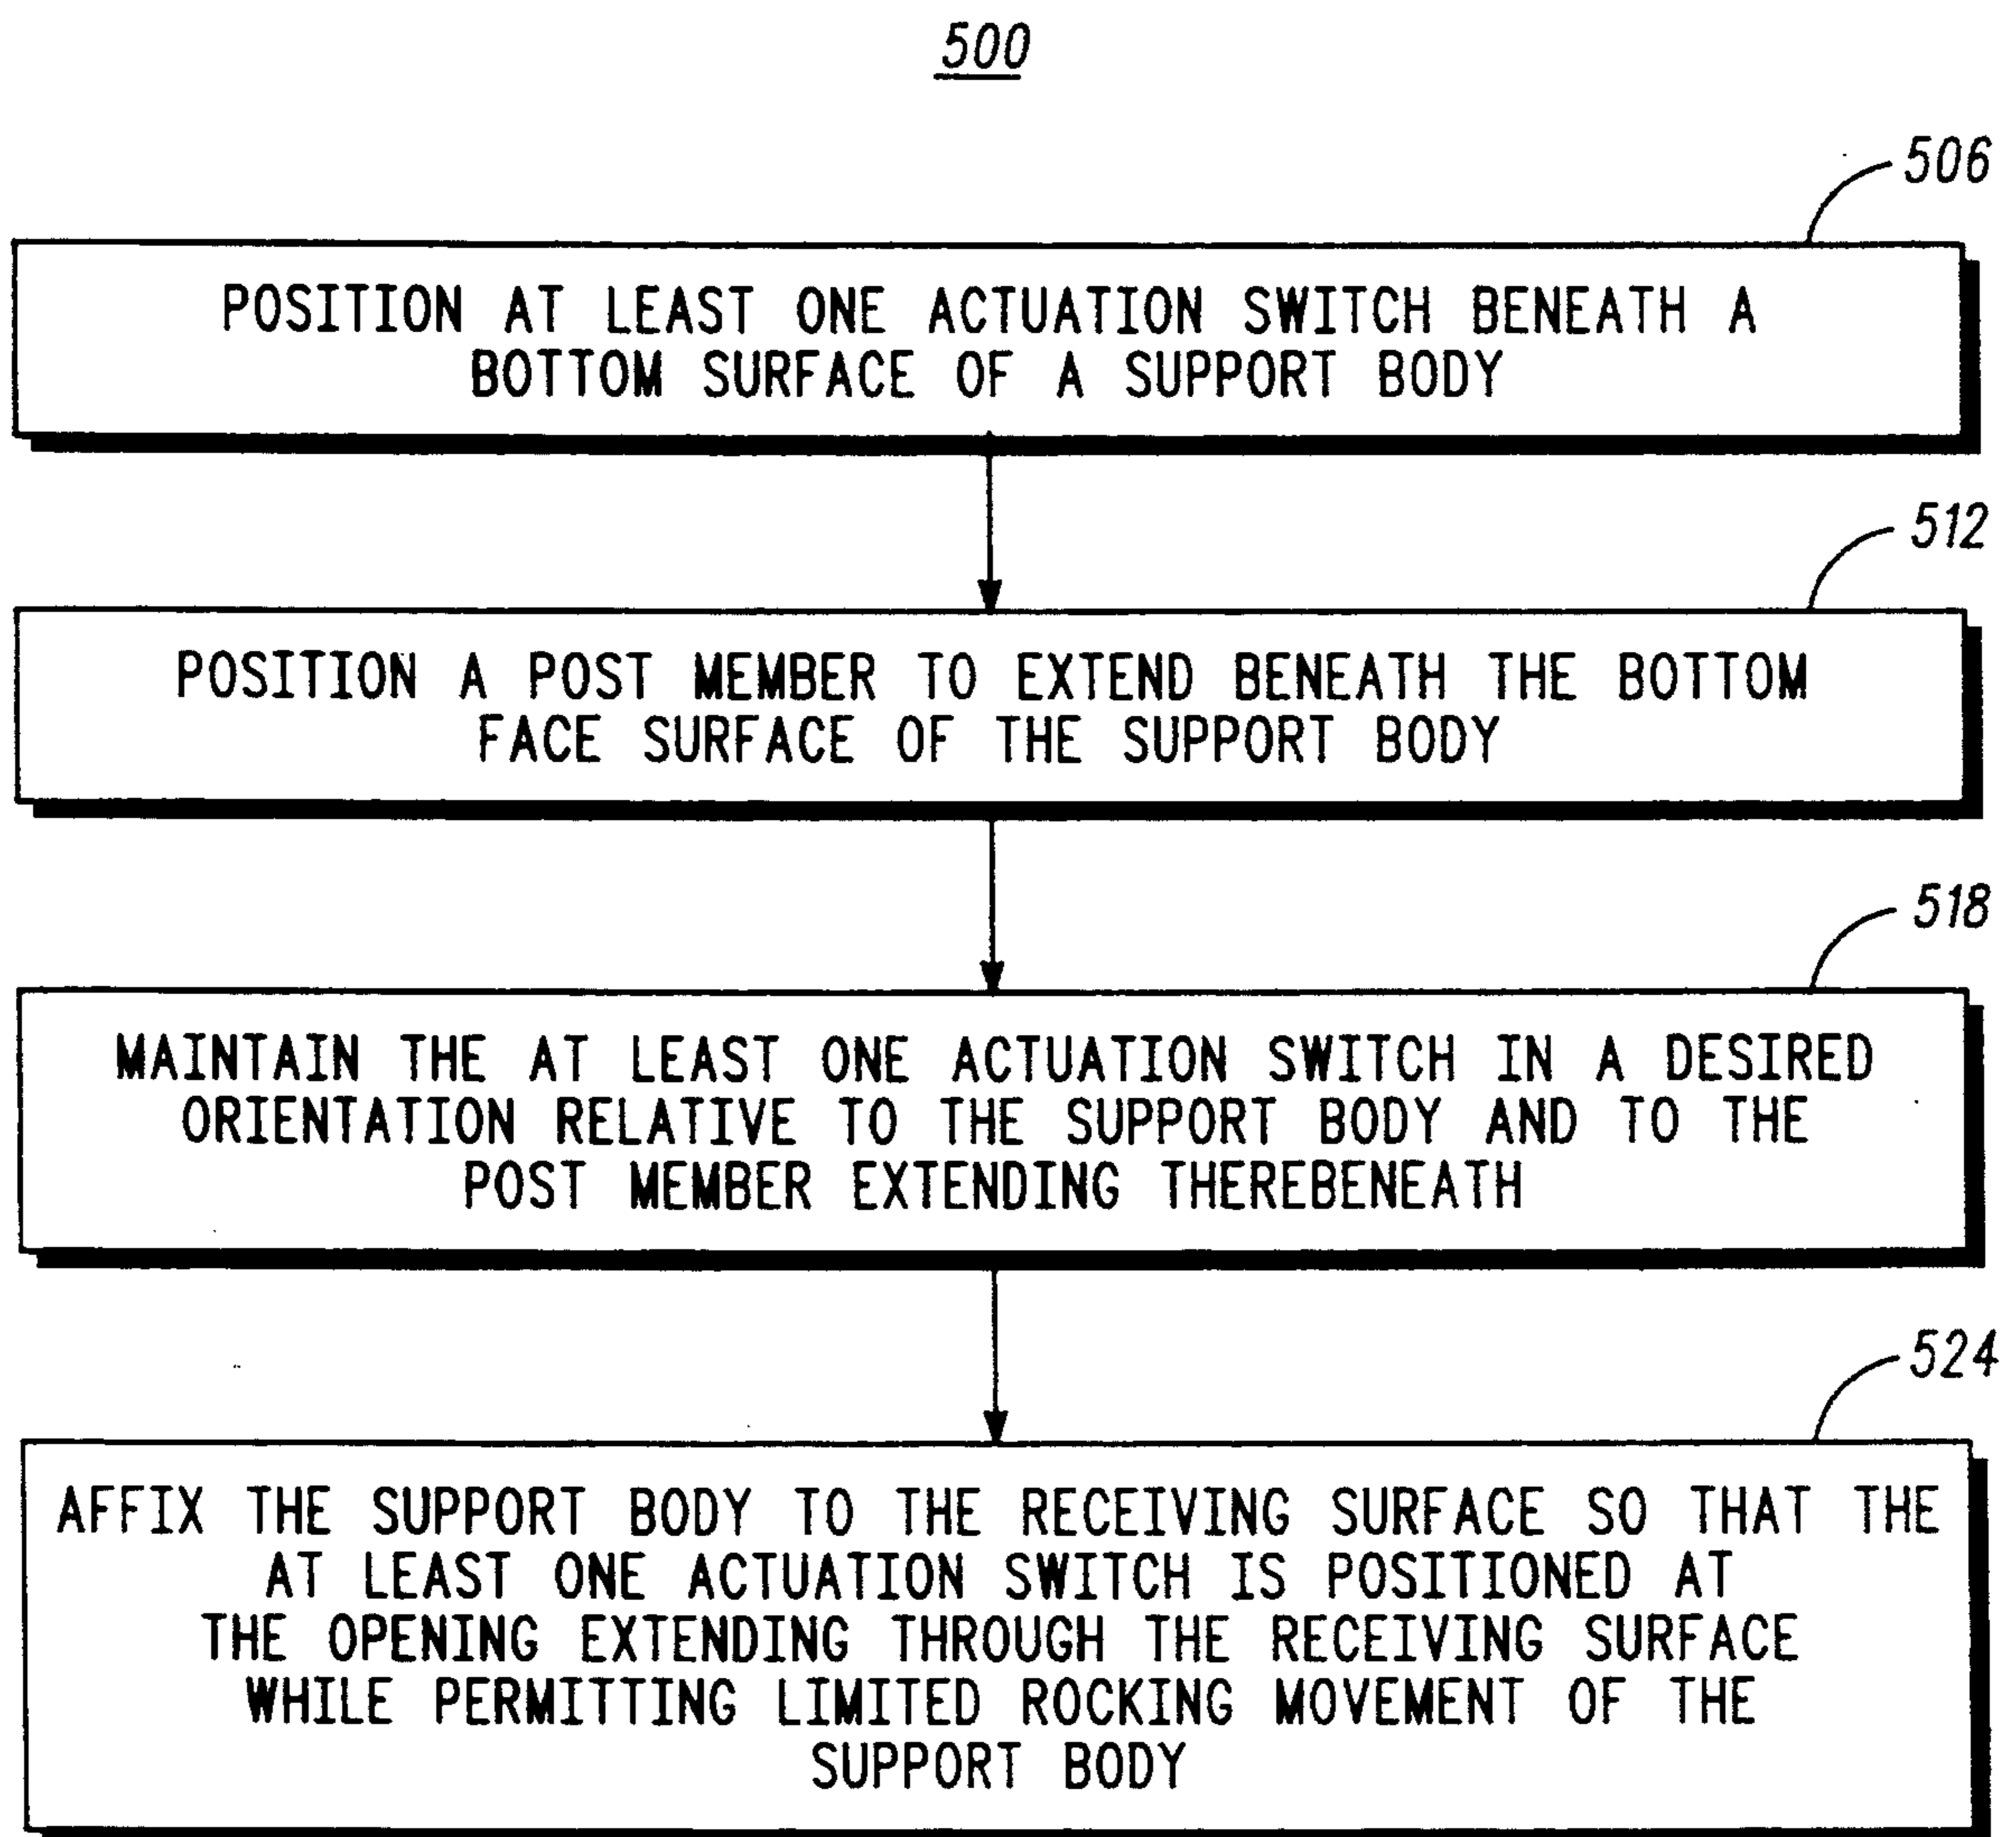 500
506
POSITION AT LEAST ONE ACTUATION SWITCH BENEATH A
BOTTOM SURFACE OF A SUPPORT BODY
512
POSITION A POST MEMBER TO EXTEND BENEATH THE BOTTOM
FACE SURFACE OF THE SUPPORT BODY
518
MAINTAIN THE AT LEAST ONE ACTUATION SWITCH IN A DESIRED
ORIENTATION RELATIVE TO THE SUPPORT BODY AND TO THE
POST MEMBER EXTENDING THEREBENEATH
524
AFFIX THE SUPPORT BODY TO THE RECEIVING SURFACE SO THAT THE
AT LEAST ONE ACTUATION SWITCH IS POSITIONED AT
THE OPENING EXTENDING THROUGH THE RECEIVING SURFACE
WHILE PERMITTING LIMITED ROCKING MOVEMENT OF THE
SUPPORT BODY